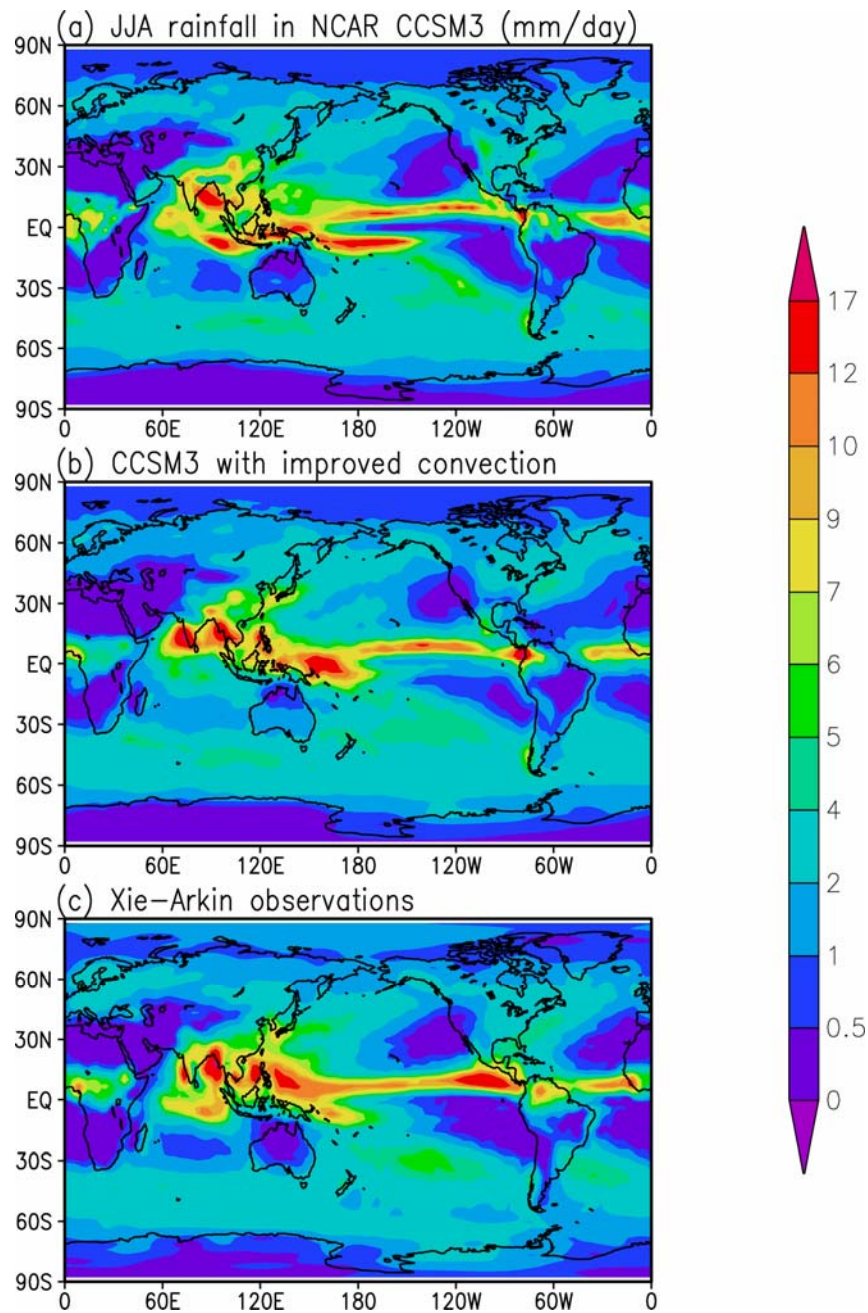 (a) JJA rainfall in NCAR CCSM3 (mm/day)
90N
60N
30N
EQ
30S
60S
90S
0 60E 120E 180 120W 60W 0
(b) CCSM3 with improved convection
90N
60N
30N
EQ
30S
60S
90S
0 60E 120E 180 120W 60W 0
(c) Xie-Arkin observations
90N
60N
30N
EQ
30S
60S
90S
0 60E 120E 180 120W 60W 0
17
12
10
9
7
6
5
4
2
1
0.5
0